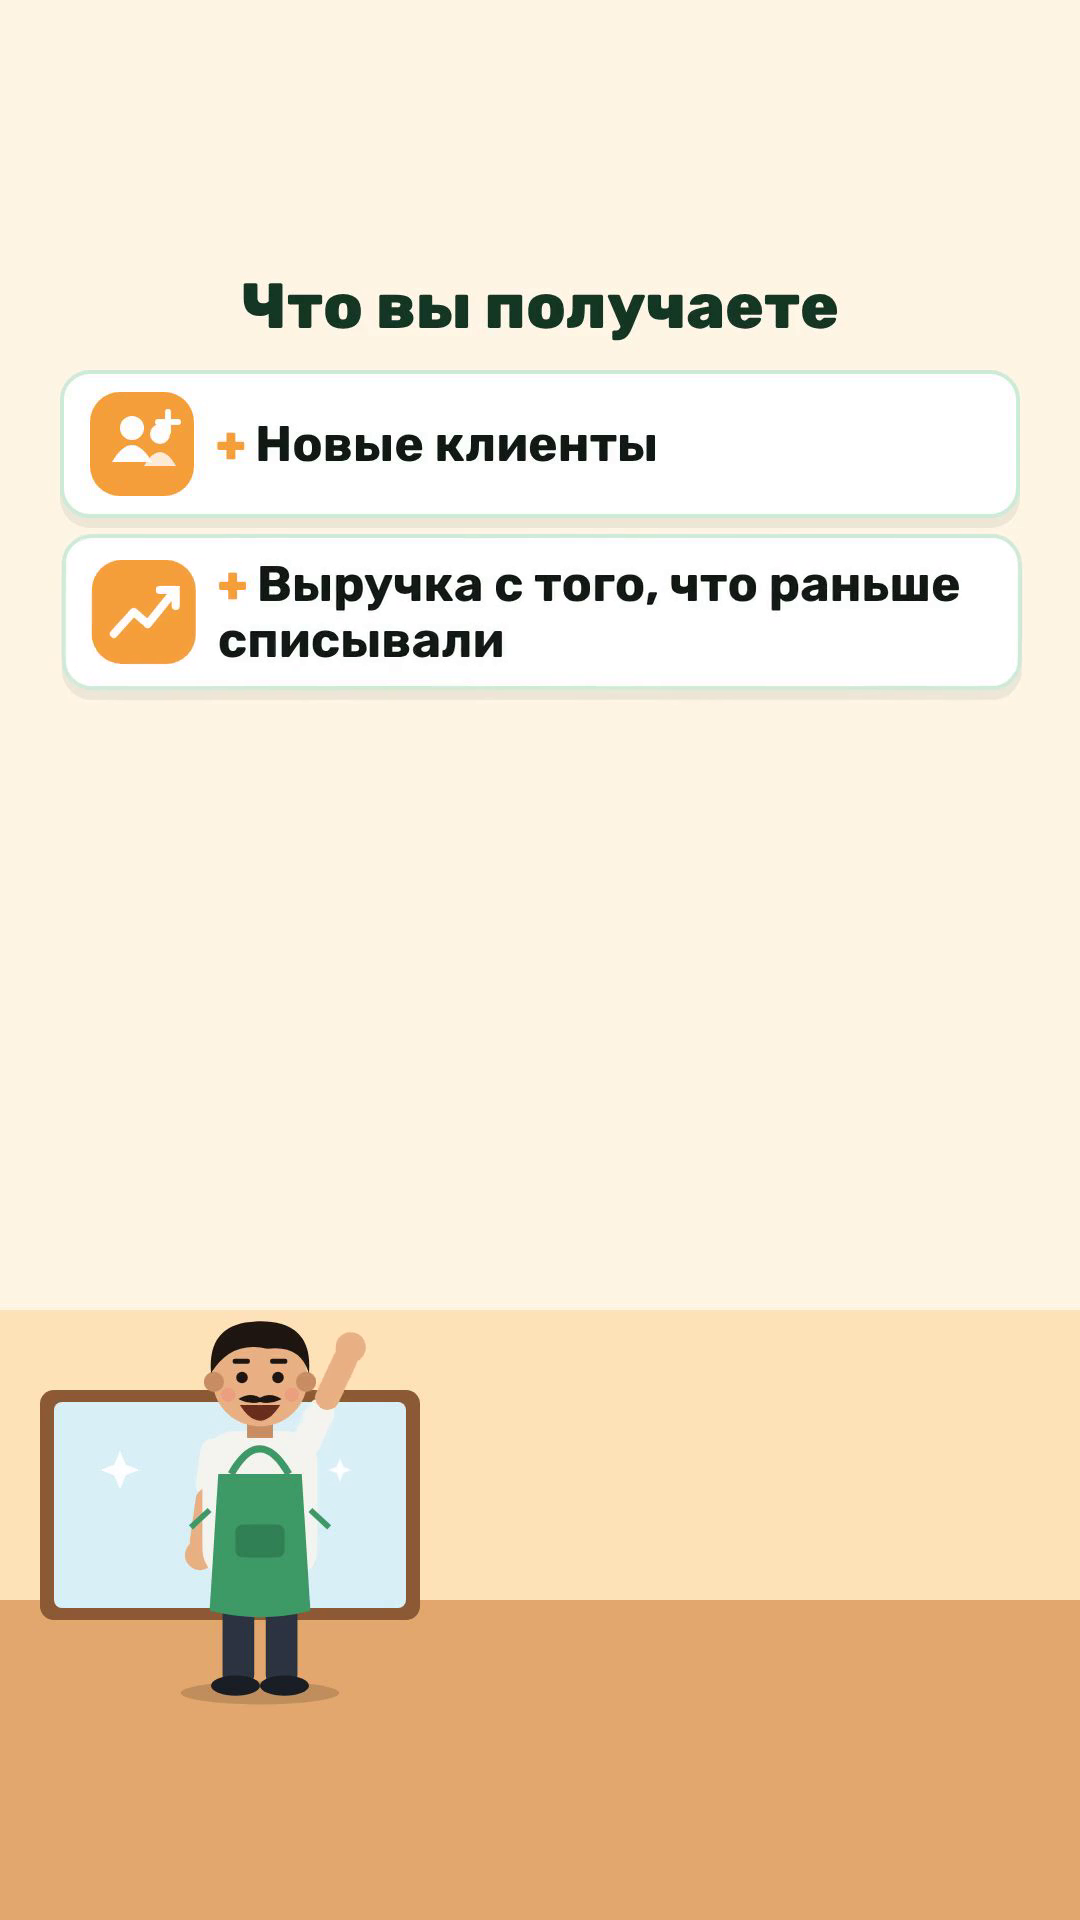 Что вы получаете
+ Новые клиенты
+ Выручка с того, что раньше
списывали